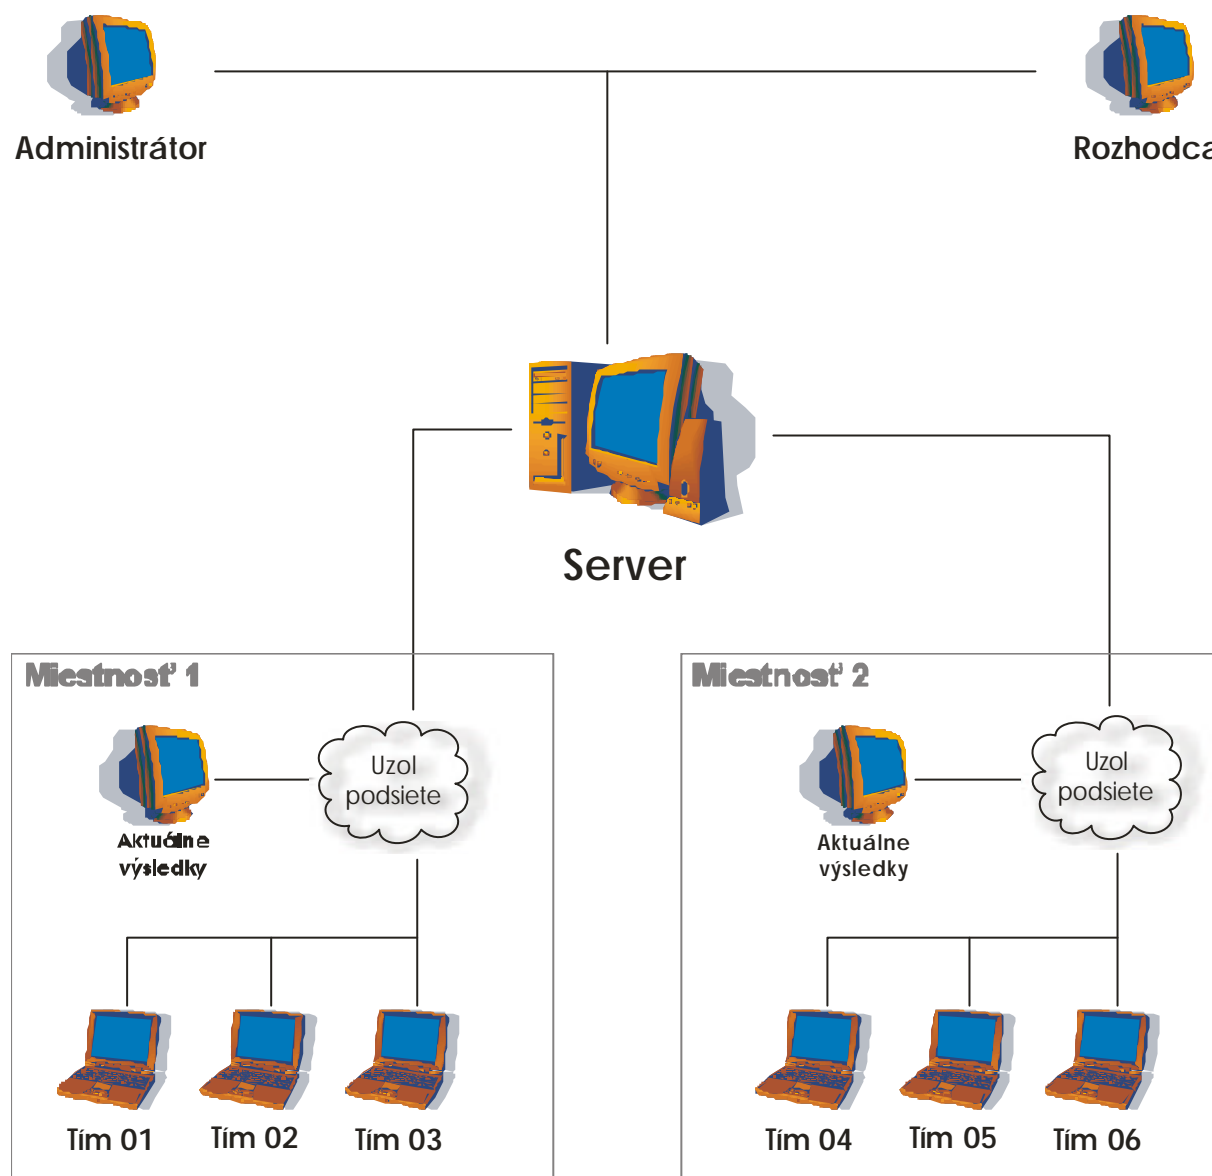 Administrátor
Rozhodca
Server
Miestnosť 1
Uzol
podsiete
Aktuálne
výsledky
Tím 01
Tím 02
Tím 03
Miestnosť 2
Uzol
podsiete
Aktuálne
výsledky
Tím 04
Tím 05
Tím 06